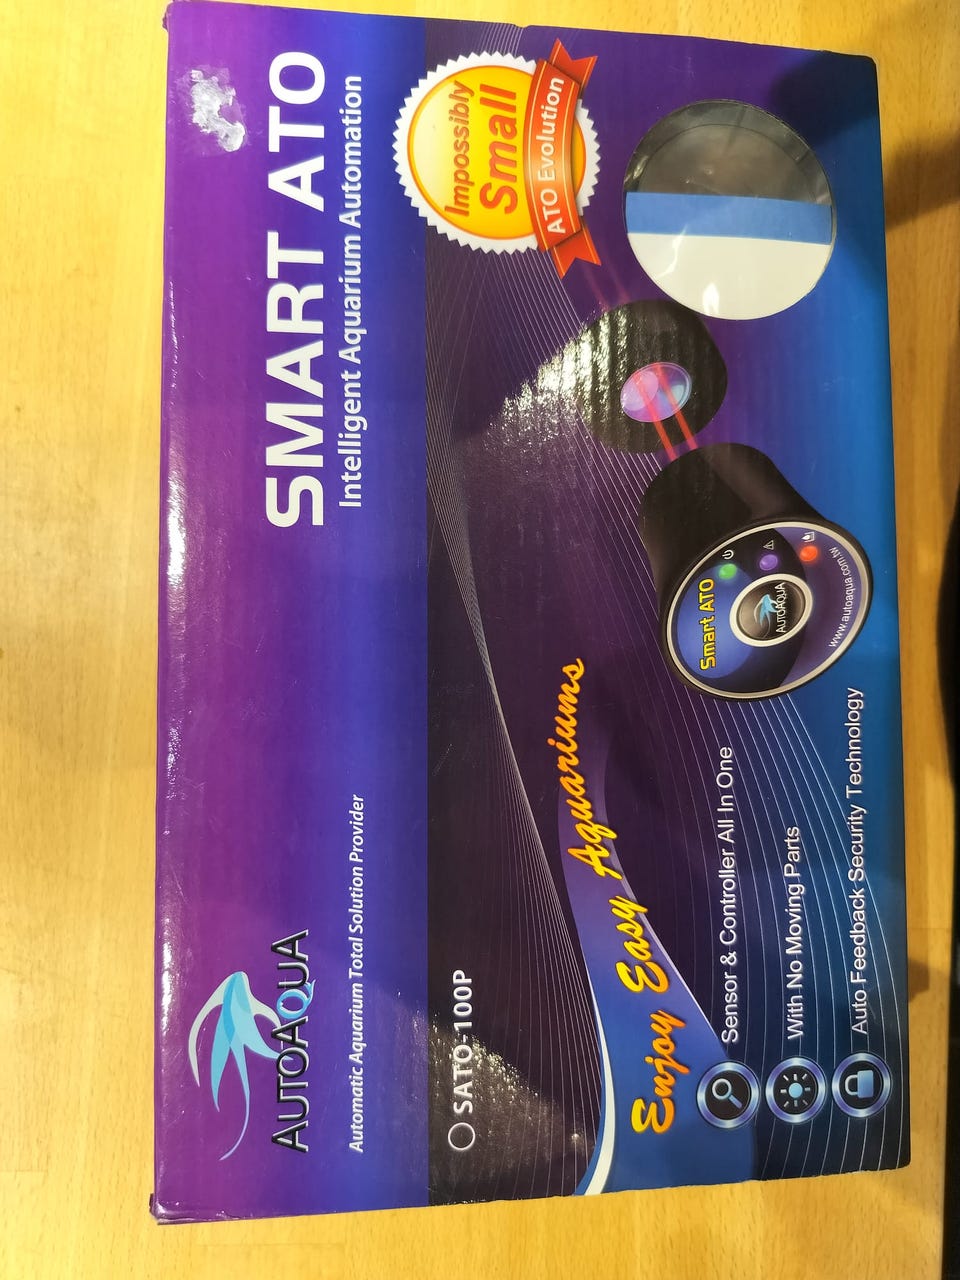 AUTOAQUA
Automatic Aquarium Total Solution Provider
SMART ATO
Intelligent Aquarium Automation
SATO-100P
Impossibly
Small
ATO Evolution
Enjoy Easy Aquariums
Sensor & Controller All In One
With No Moving Parts
Auto Feedback Security Technology
Smart ATO
AUTOAQUA
www.autoaqua.com.tw